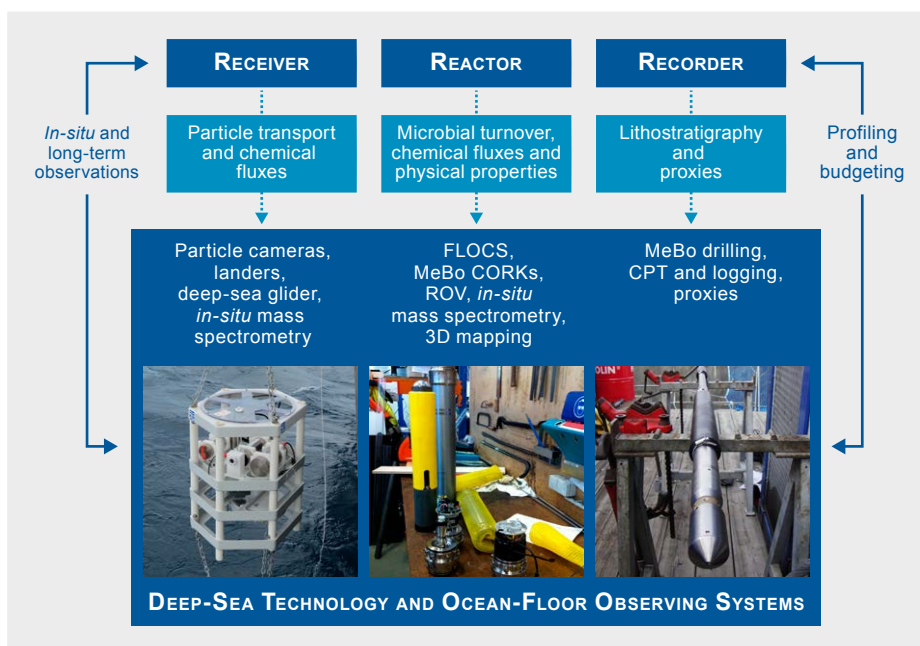 RECEIVER
REACTOR
RECORDER
In-situ and
long-term
observations
Particle transport
and chemical
fluxes
Microbial turnover,
chemical fluxes and
physical properties
Lithostratigraphy
and
proxies
Profiling
and
budgeting
Particle cameras,
landers,
deep-sea glider,
in-situ mass
spectrometry
FLOCS,
MeBo CORKs,
ROV, in-situ
mass spectrometry,
3D mapping
MeBo drilling,
CPT and logging,
proxies
DEEP-SEA TECHNOLOGY AND OCEAN-FLOOR OBSERVING SYSTEMS